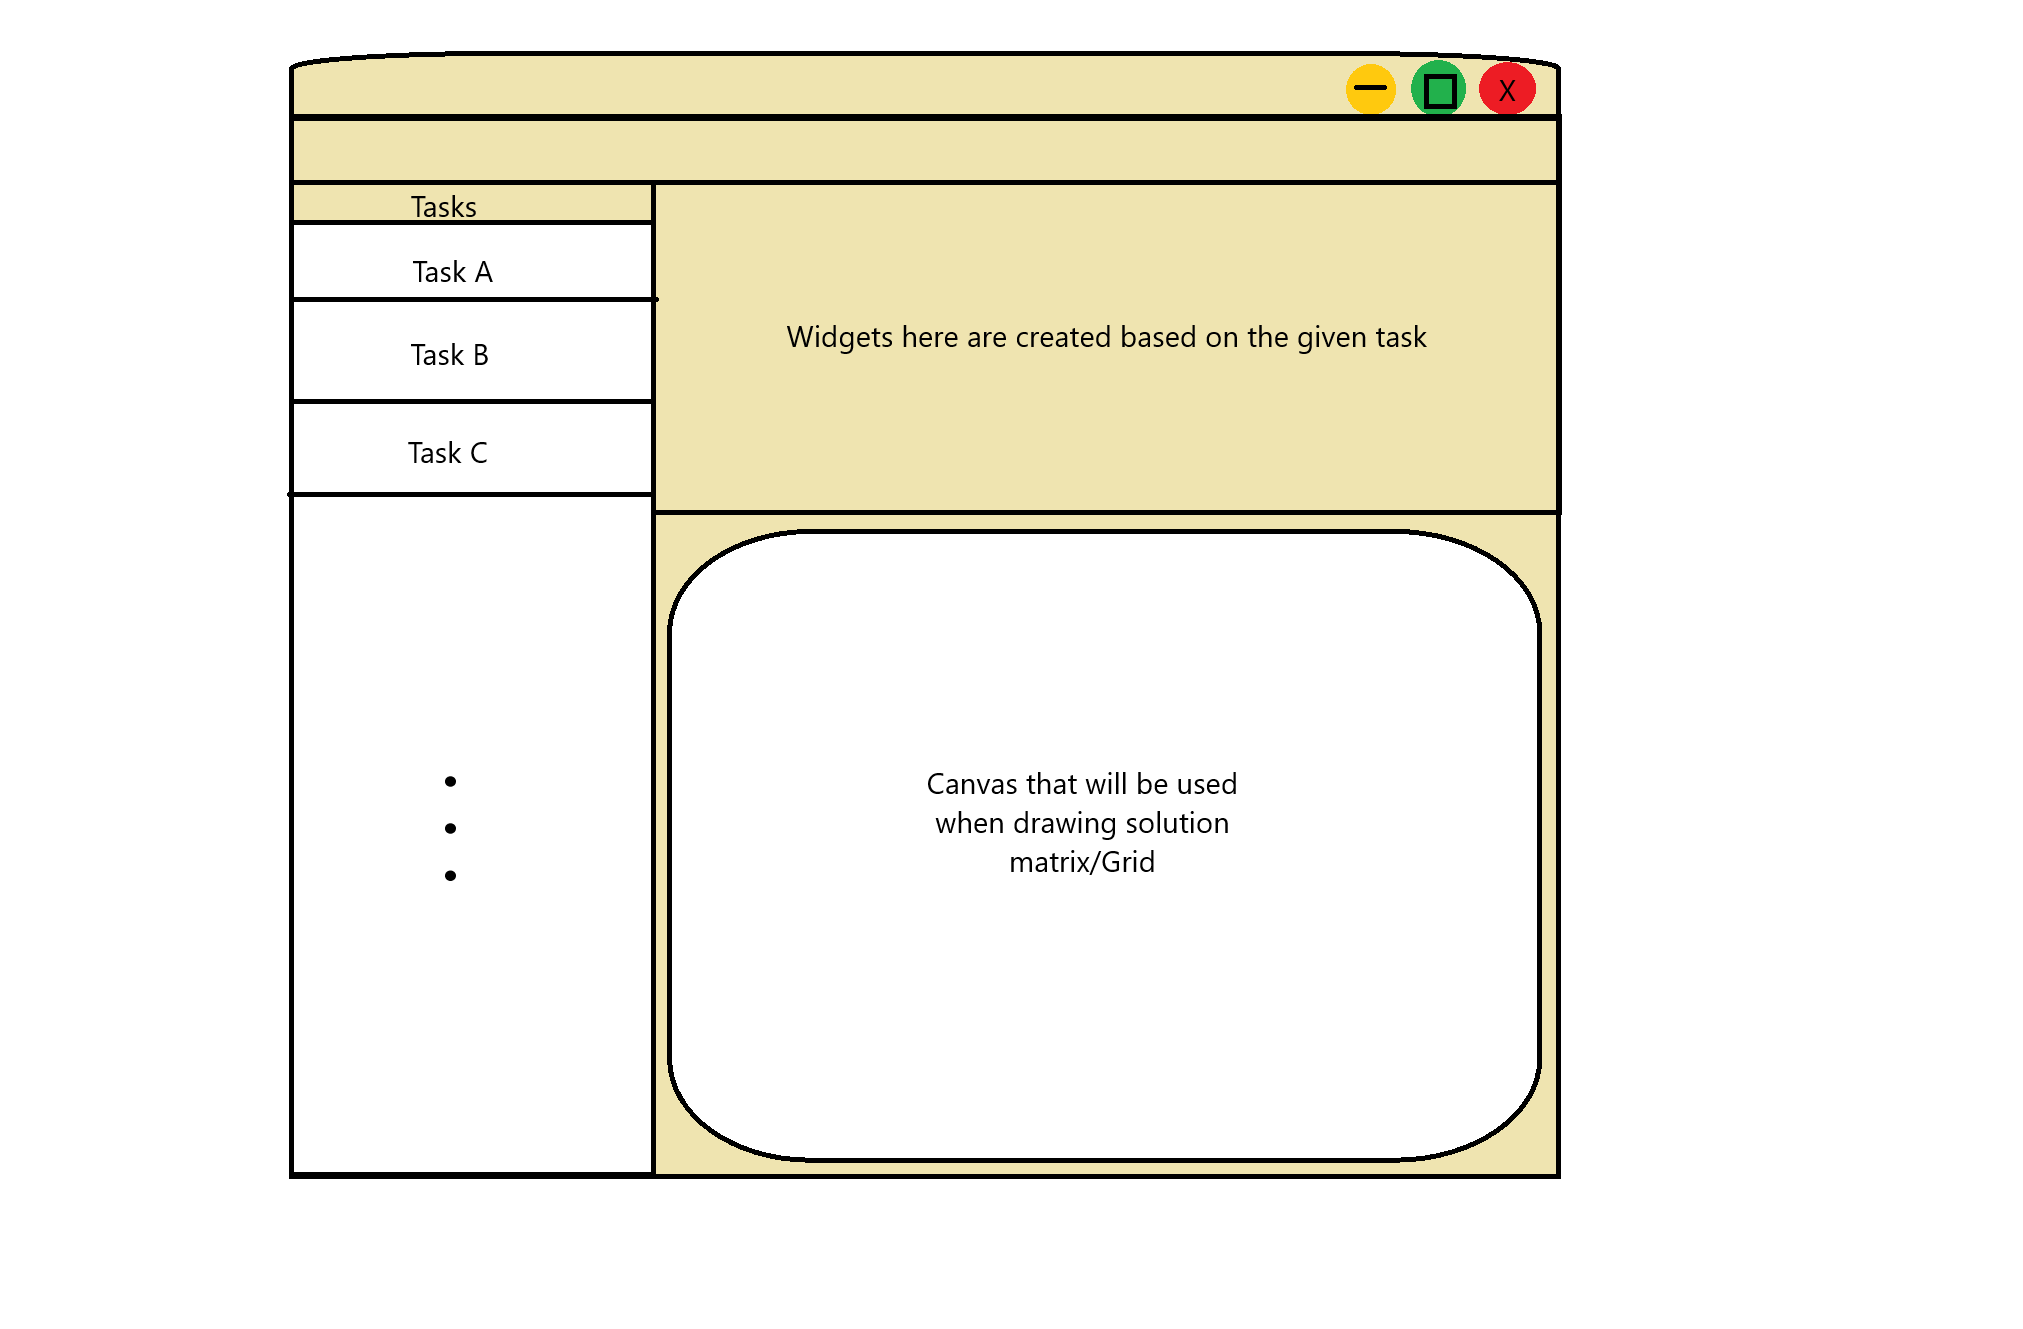 X
Tasks
Task A
Task B
Task C
Widgets here are created based on the given task
Canvas that will be used
when drawing solution
matrix/Grid